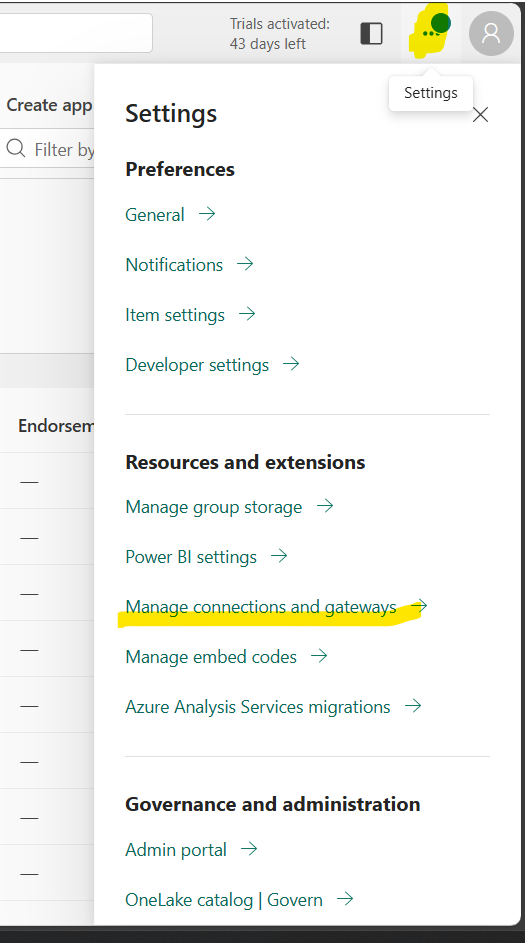 Trials activated:
43 days left
Settings
Create app
Filter by
Endorsem
Settings
Preferences
General
Notifications
Item settings
Developer settings
Resources and extensions
Manage group storage
Power BI settings
Manage connections and gateways
Manage embed codes
Azure Analysis Services migrations
Governance and administration
Admin portal
OneLake catalog | Govern